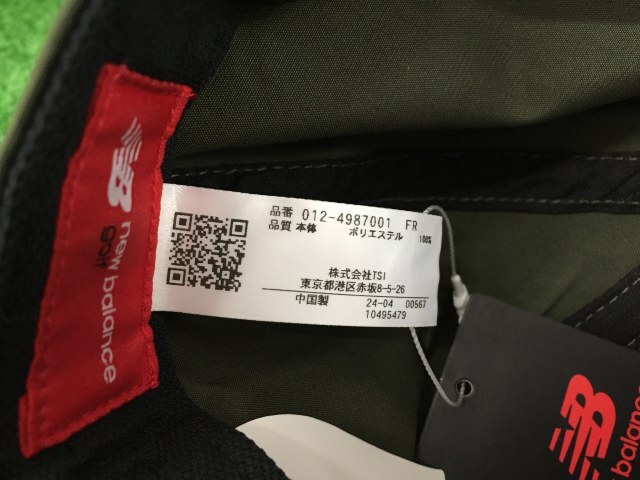 new balance
golf
品番 012-4987001 FR
品質 本体 ポリエステル 100%
株式会社TSI
東京都港区赤坂8-5-26
中国製 24-04 00567
10495479
balance